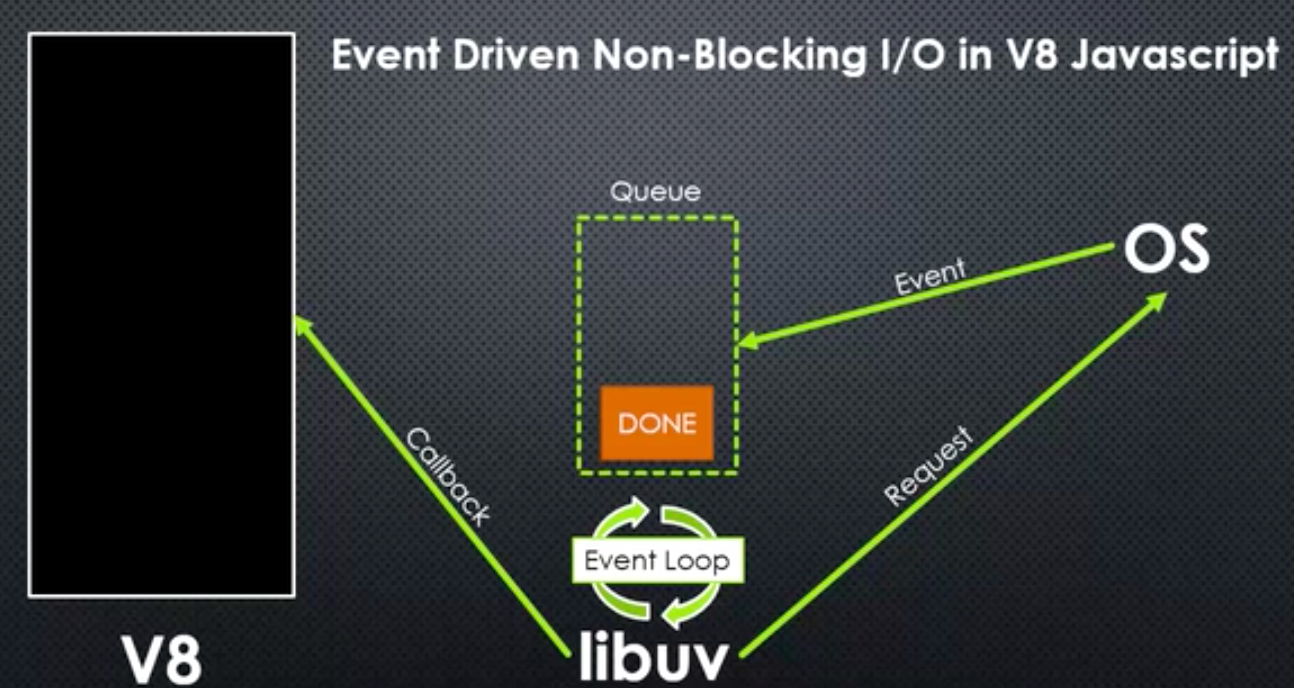 Event Driven Non-Blocking I/O in V8 Javascript
Queue
OS
Event
DONE
Callback
Request
Event Loop
V8
libuv